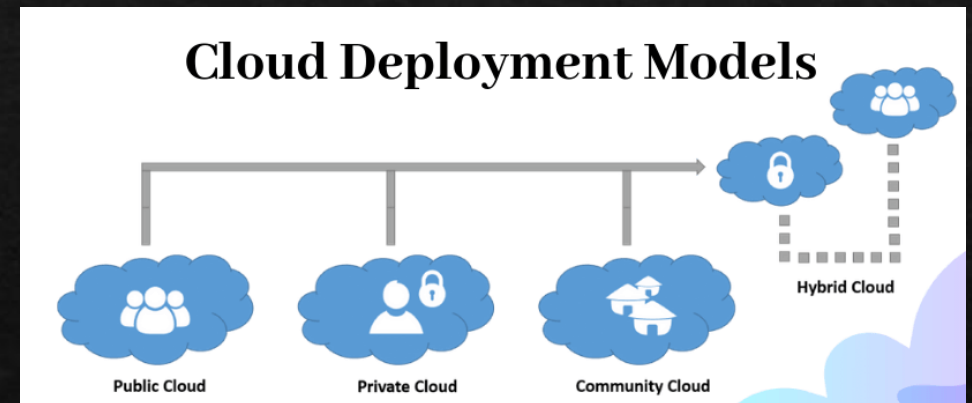 Cloud Deployment Models
Hybrid Cloud
Public Cloud
Private Cloud
Community Cloud